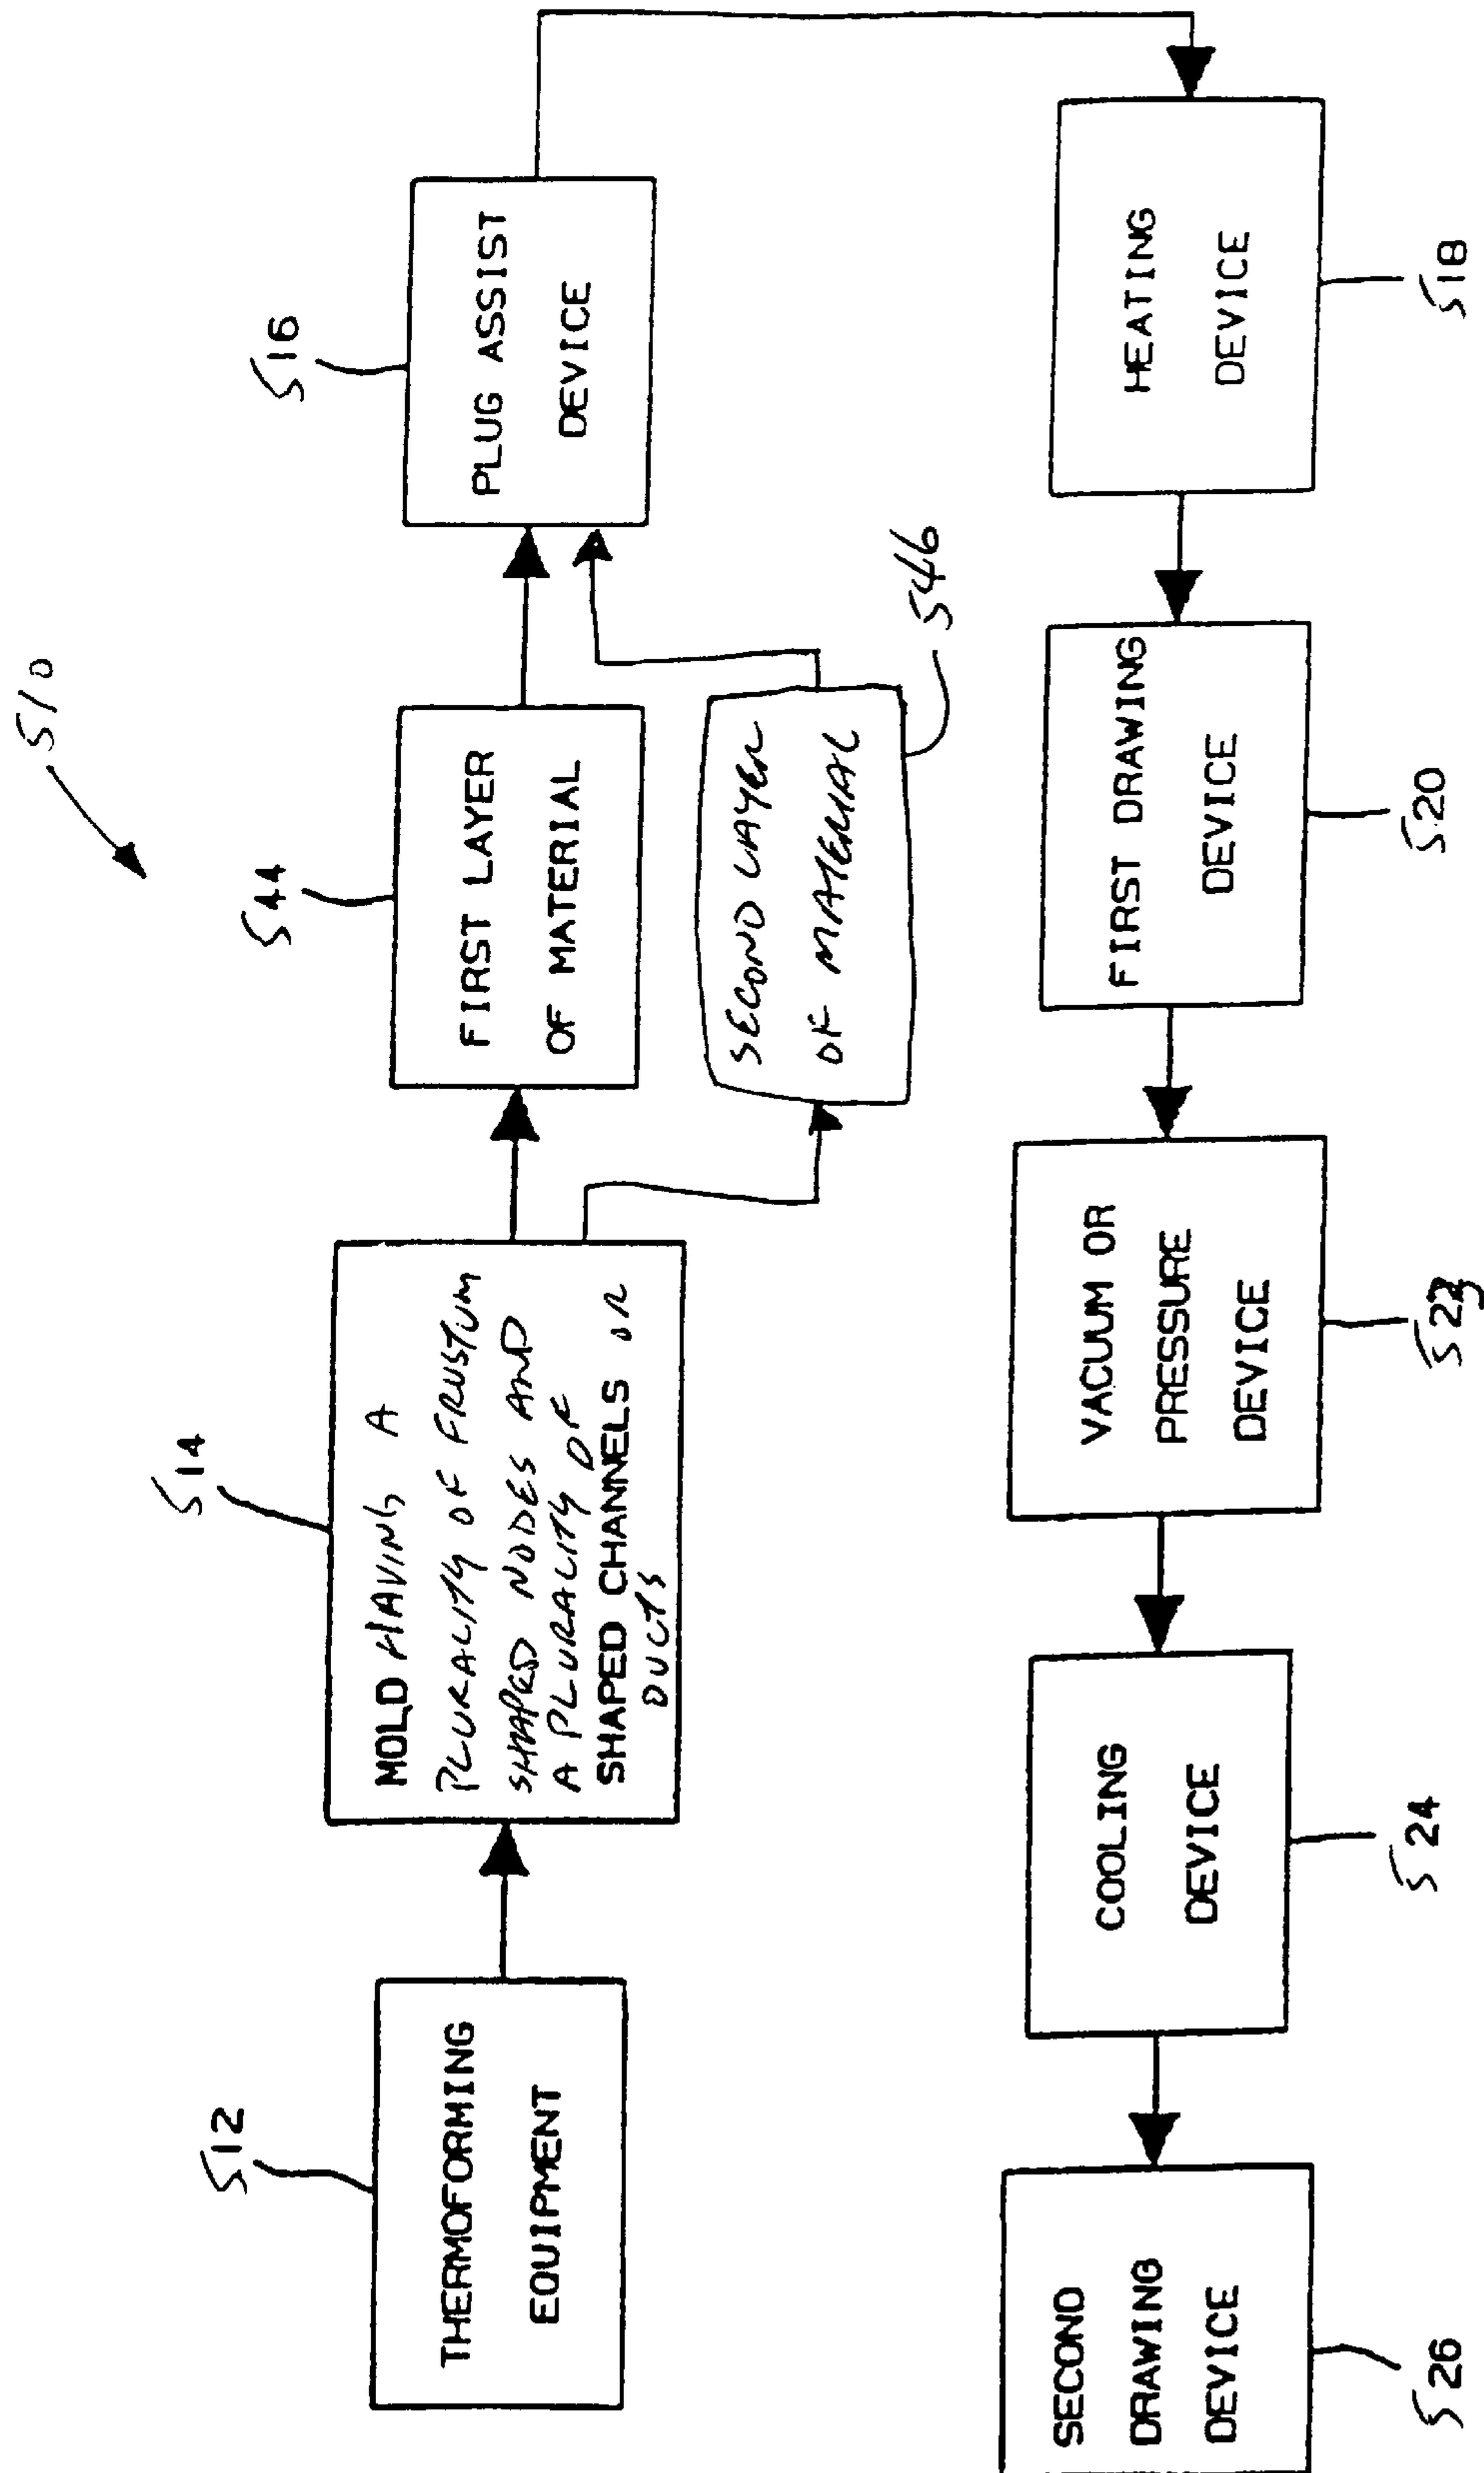 510
512
THERMOFORMING
EQUIPMENT
514
MOLD HAVING A
PLURALITY OF FRUSTUM
SHAPED NODES AND
A PLURALITY OF
SHAPED CHANNELS OR
DUCTS
544
FIRST LAYER
OF MATERIAL
SECOND LAYER
OF MATERIAL
546
516
PLUG ASSIST
DEVICE
HEATING
DEVICE
518
FIRST DRAWING
DEVICE
520
VACUUM OR
PRESSURE
DEVICE
COOLING
DEVICE
524
SECOND
DRAWING
DEVICE
526